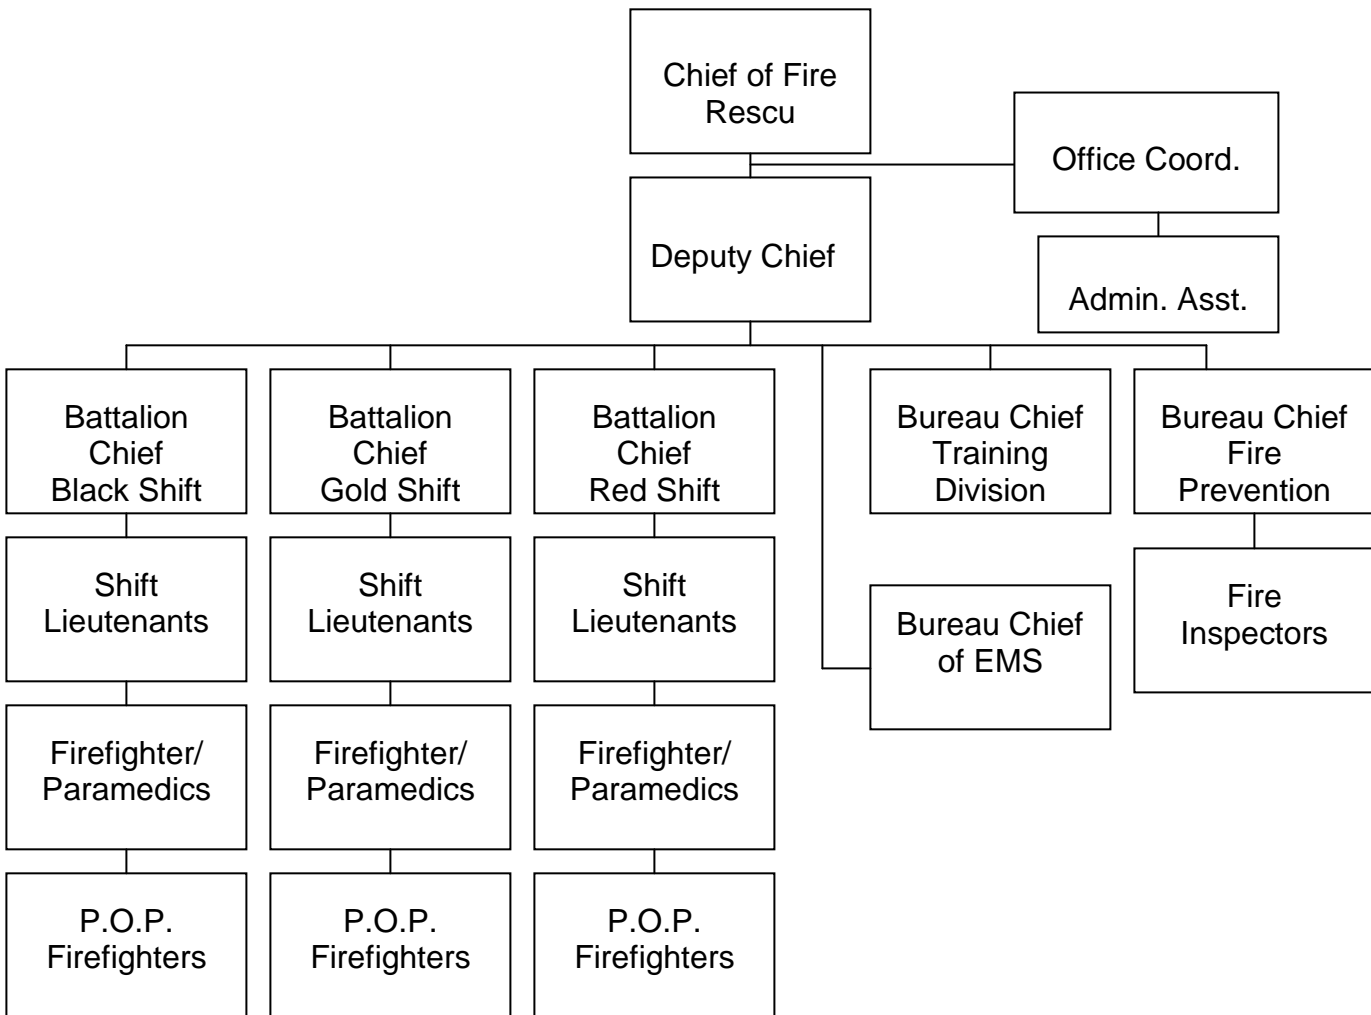 Chief of Fire
Rescu
Office Coord.
Deputy Chief
Admin. Asst.
Battalion
Chief
Black Shift
Battalion
Chief
Gold Shift
Battalion
Chief
Red Shift
Bureau Chief
Training
Division
Bureau Chief
Fire
Prevention
Shift
Lieutenants
Shift
Lieutenants
Shift
Lieutenants
Bureau Chief
of EMS
Fire
Inspectors
Firefighter/
Paramedics
Firefighter/
Paramedics
Firefighter/
Paramedics
P.O.P.
Firefighters
P.O.P.
Firefighters
P.O.P.
Firefighters